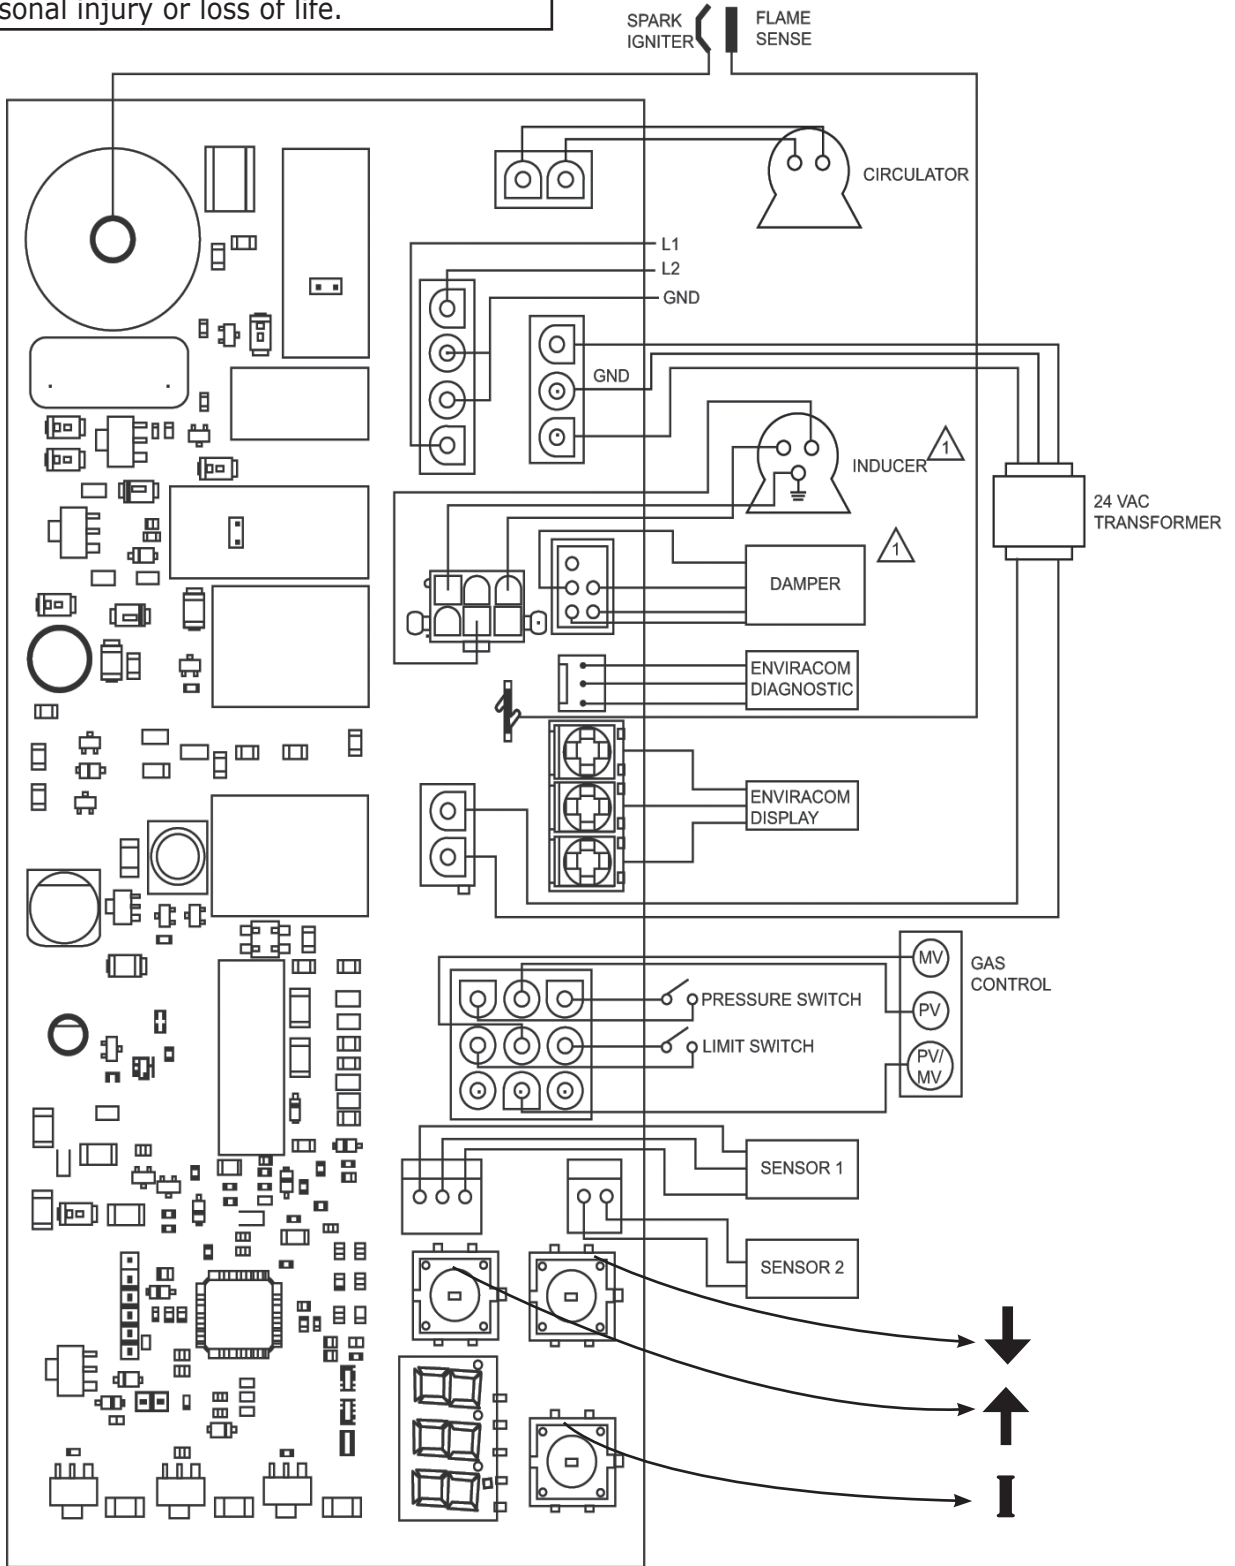 sonal injury or loss of life.
SPARK
IGNITER
FLAME
SENSE
CIRCULATOR
L1
L2
GND
GND
INDUCER
1
24 VAC
TRANSFORMER
1
DAMPER
ENVIRACOM
DIAGNOSTIC
ENVIRACOM
DISPLAY
MV
GAS
CONTROL
PRESSURE SWITCH
PV
LIMIT SWITCH
PV/
MV
SENSOR 1
SENSOR 2
I